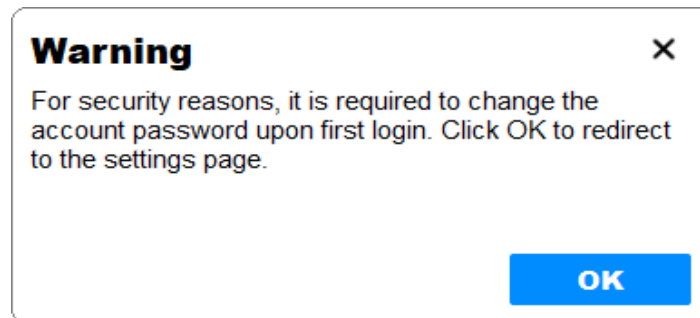 Warning
For security reasons, it is required to change the
account password upon first login. Click OK to redirect
to the settings page.
OK